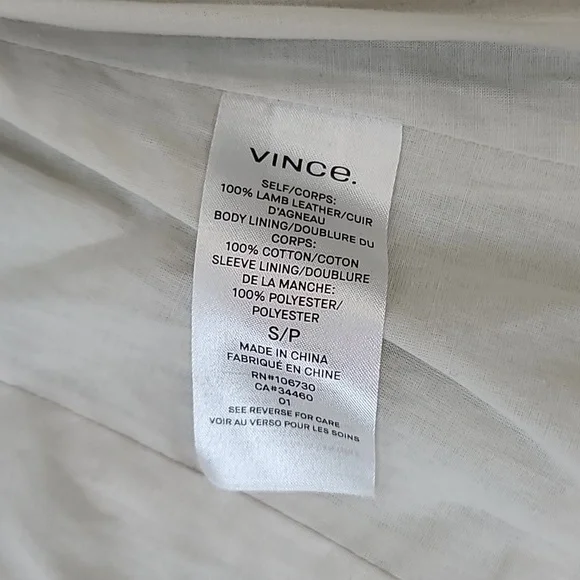 VINCe.
SELF/CORPS:
100% LAMB LEATHER/CUIR
D'AGNEAU
BODY LINING/DOUBLURE DU
CORPS:
100% COTTON/COTON
SLEEVE LINING/DOUBLURE
DE LA MANCHE:
100% POLYESTER/
POLYESTER
S/P
MADE IN CHINA
FABRIQUÉ EN CHINE
RN#106730
CA#34460
01
SEE REVERSE FOR CARE
VOIR AU VERSO POUR LES SOINS